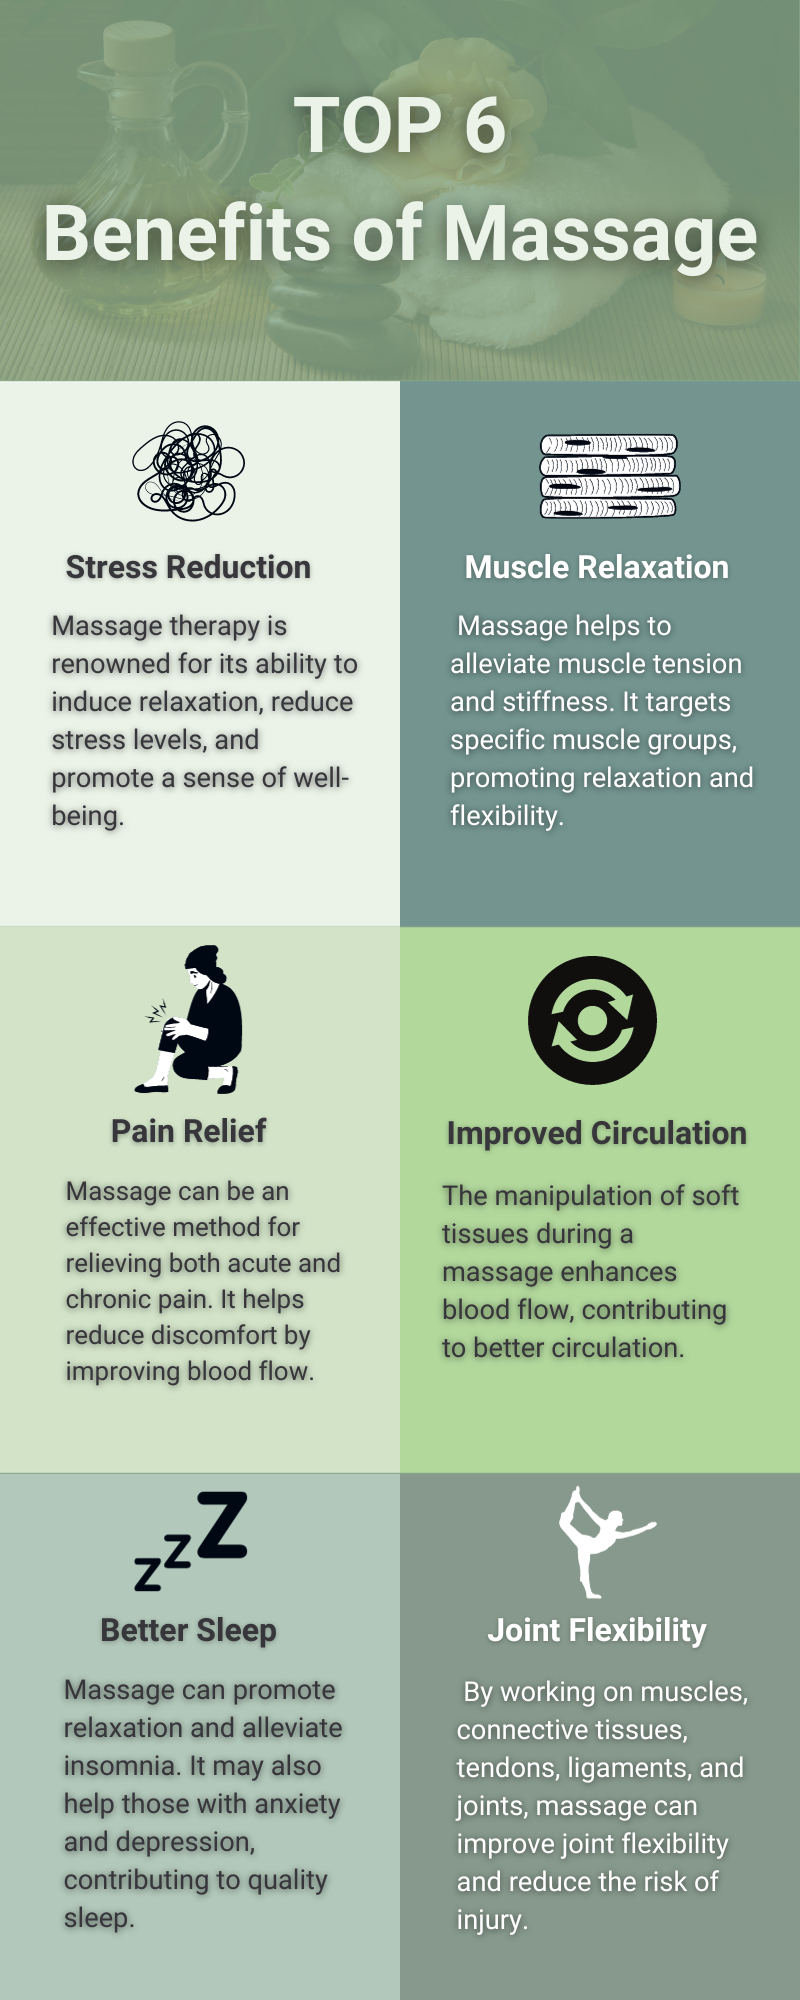 TOP 6
Benefits of Massage
Stress Reduction
Massage therapy is
renowned for its ability to
induce relaxation, reduce
stress levels, and
promote a sense of well-
being.
Muscle Relaxation
Massage helps to
alleviate muscle tension
and stiffness. It targets
specific muscle groups,
promoting relaxation and
flexibility.
Pain Relief
Massage can be an
effective method for
relieving both acute and
chronic pain. It helps
reduce discomfort by
improving blood flow.
Improved Circulation
The manipulation of soft
tissues during a
massage enhances
blood flow, contributing
to better circulation.
zzZ
Better Sleep
Massage can promote
relaxation and alleviate
insomnia. It may also
help those with anxiety
and depression,
contributing to quality
sleep.
Joint Flexibility
By working on muscles,
connective tissues,
tendons, ligaments, and
joints, massage can
improve joint flexibility
and reduce the risk of
injury.